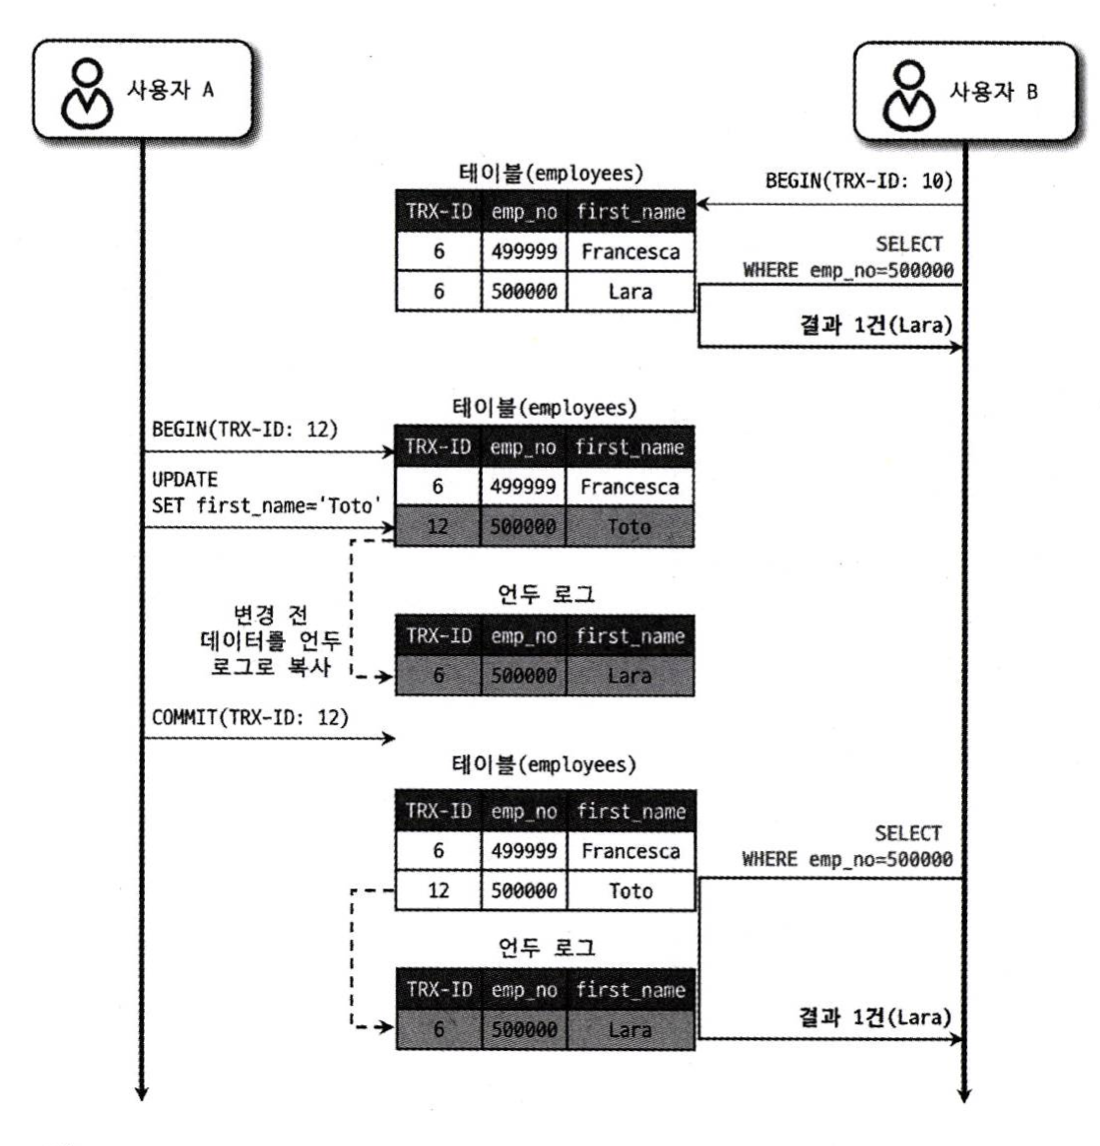 사용자 A
사용자 B
테이블(employees)
BEGIN(TRX-ID: 10)
TRX-ID emp_no first_name
6 499999 Francesca
6 500000 Lara
SELECT
WHERE emp_no=500000
결과 1건(Lara)
테이블(employees)
BEGIN(TRX-ID: 12)
TRX-ID emp_no first_name
UPDATE
SET first_name='Toto'
6 499999 Francesca
12 500000 Toto
변경 전
데이터를 언두
로그로 복사
언두 로그
TRX-ID emp_no first_name
6 500000 Lara
COMMIT(TRX-ID: 12)
테이블(employees)
TRX-ID emp_no first_name
6 499999 Francesca
12 500000 Toto
SELECT
WHERE emp_no=500000
언두 로그
TRX-ID emp_no first_name
6 500000 Lara
결과 1건(Lara)